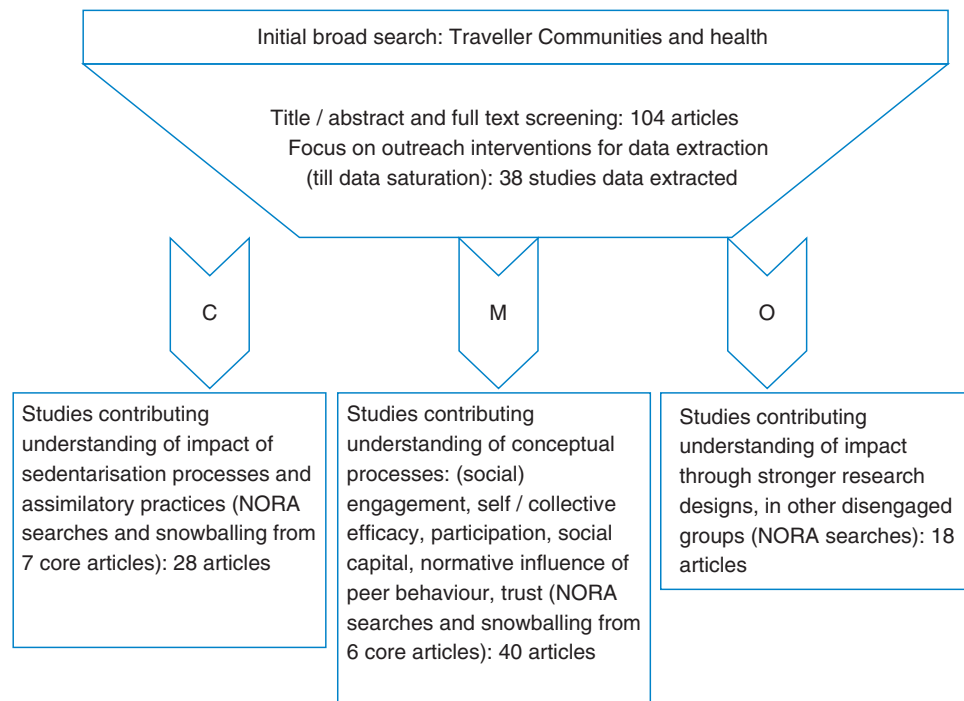 Initial broad search: Traveller Communities and health
Title / abstract and full text screening: 104 articles
Focus on outreach interventions for data extraction
(till data saturation): 38 studies data extracted
C
M
O
Studies contributing
understanding of impact of
sedentarisation processes and
assimilatory practices (NORA
searches and snowballing from
7 core articles): 28 articles
Studies contributing
understanding of conceptual
processes: (social)
engagement, self / collective
efficacy, participation, social
capital, normative influence of
peer behaviour, trust (NORA
searches and snowballing from
6 core articles): 40 articles
Studies contributing
understanding of impact
through stronger research
designs, in other disengaged
groups (NORA searches): 18
articles